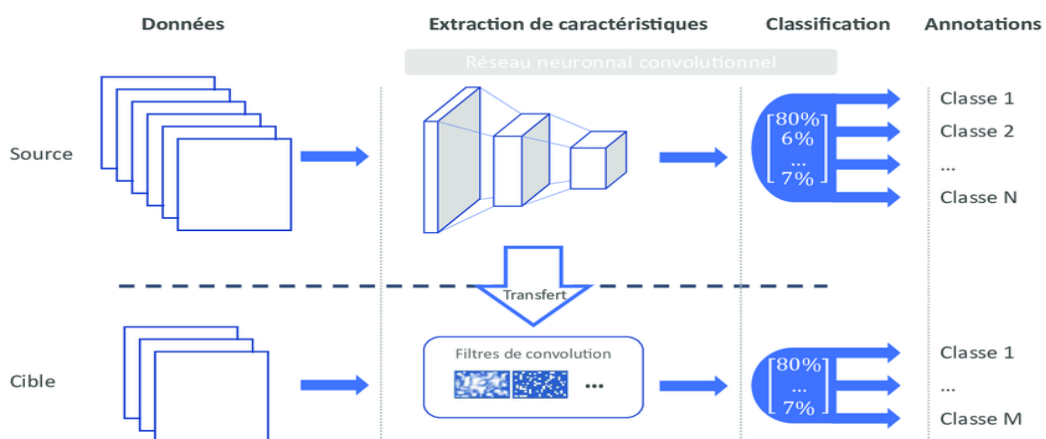 Données
Extraction de caractéristiques
Classification
Annotations
Réseau neuronnal convolutionnel
Source
80%
6%
...
7%
Classe 1
Classe 2
...
Classe N
Transfert
Cible
Filtres de convolution
...
80%
...
7%
Classe 1
...
Classe M